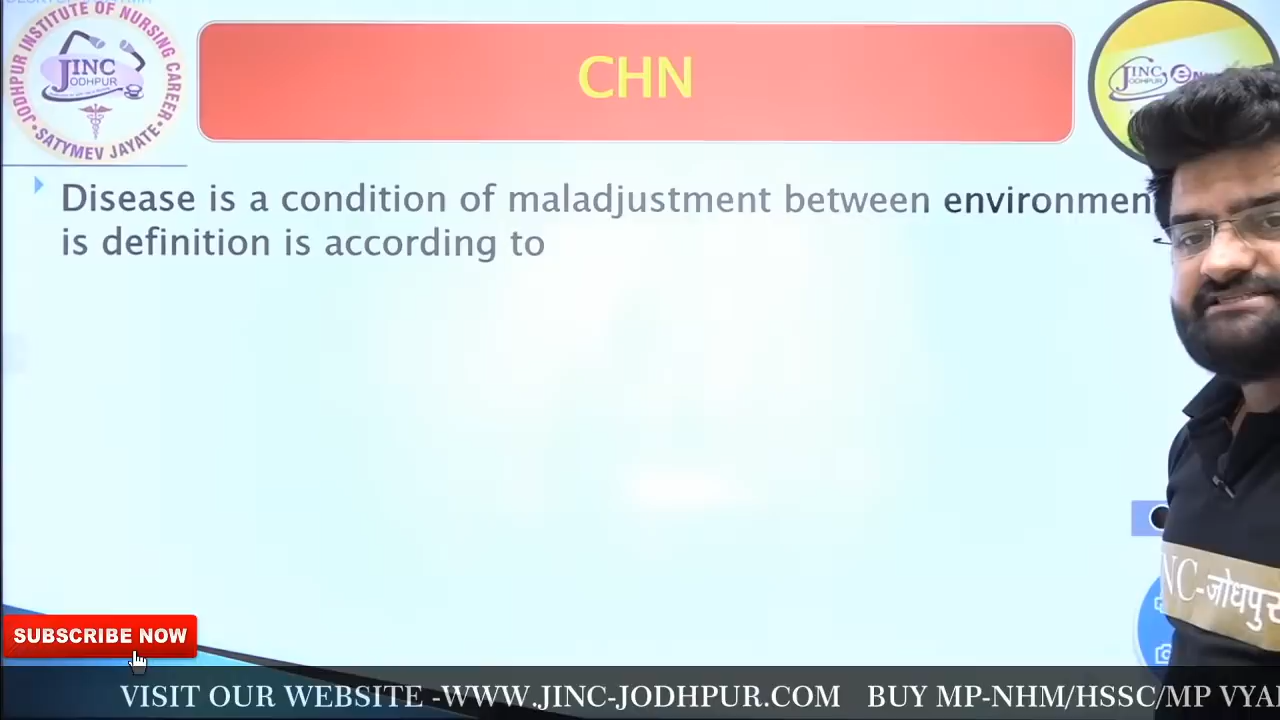 JODHPUR INSTITUTE OF NURSING CAREER
JINC
JODHPUR
SATYMEV JAYATE
CHN
JINC
JODHPUR
Disease is a condition of maladjustment between environmen
is definition is according to
NC-जोधपुर
SUBSCRIBE NOW
VISIT OUR WEBSITE -WWW.JINC-JODHPUR.COM BUY MP-NHM/HSSC/MP VYA